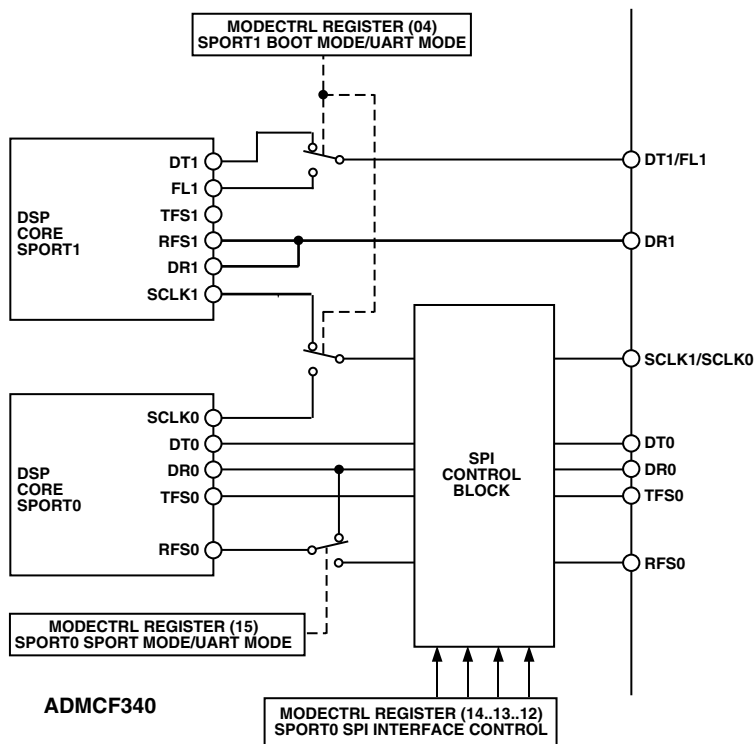 MODECTRL REGISTER (04)
SPORT1 BOOT MODE/UART MODE
DSP
CORE
SPORT1
DT1
FL1
TFS1
RFS1
DR1
SCLK1
DT1/FL1
DR1
SCLK1/SCLK0
DSP
CORE
SPORT0
SCLK0
DT0
DR0
TFS0
RFS0
SPI
CONTROL
BLOCK
DT0
DR0
TFS0
RFS0
MODECTRL REGISTER (15)
SPORT0 SPORT MODE/UART MODE
ADMCF340
MODECTRL REGISTER (14..13..12)
SPORT0 SPI INTERFACE CONTROL